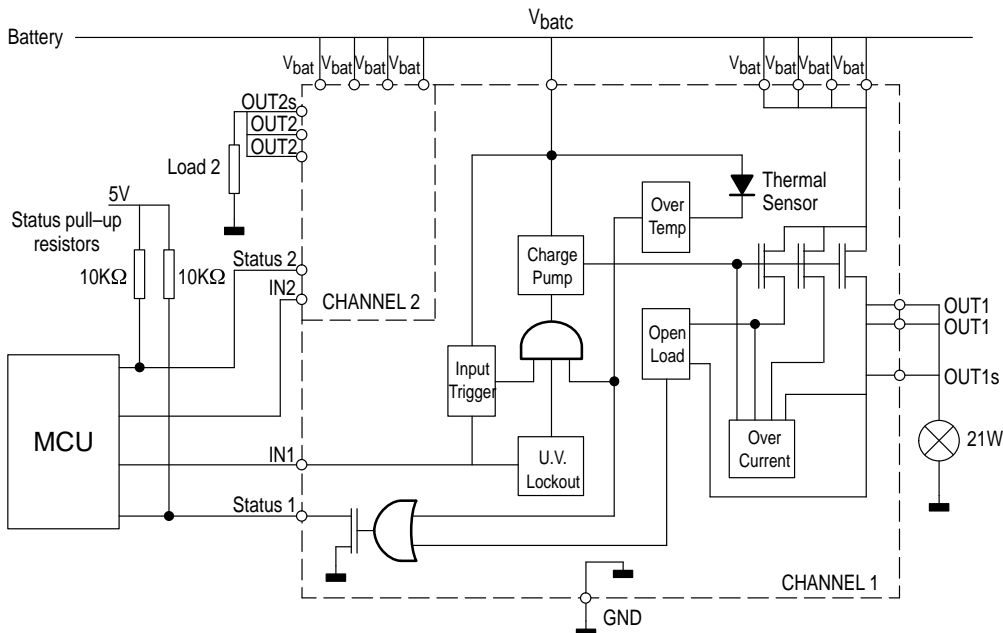 Vbatc
Battery
Vbat Vbat Vbat Vbat
Vbat Vbat Vbat Vbat
OUT2s
OUT2
OUT2
Load 2
5V
Status pull–up
resistors
10KΩ
10KΩ
Status 2
IN2
CHANNEL 2
Thermal
Sensor
Over
Temp
Charge
Pump
Open
Load
Input
Trigger
OUT1
OUT1
OUT1s
MCU
IN1
U.V.
Lockout
Over
Current
21W
Status 1
CHANNEL 1
GND